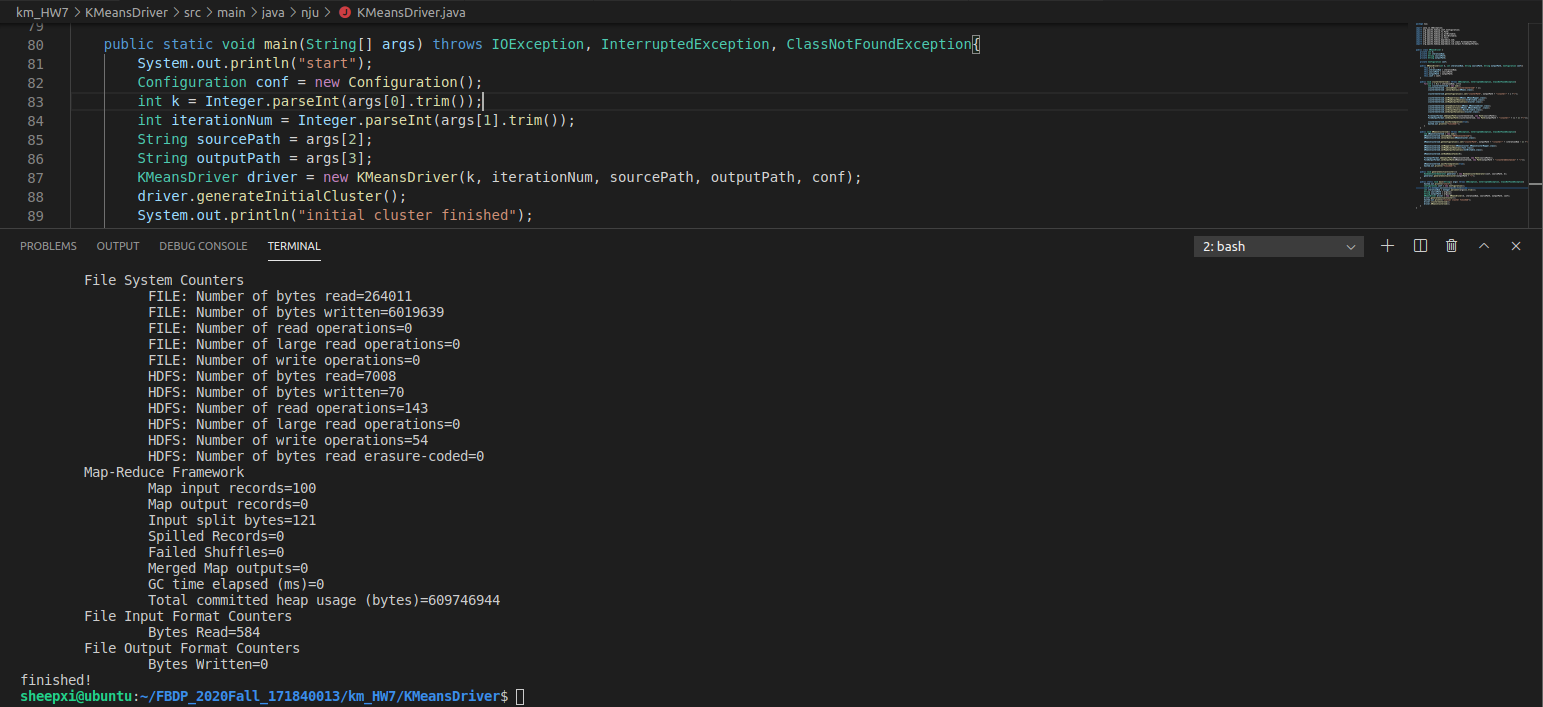 km_HW7 > KMeansDriver > src > main > java > nju > KMeansDriver.java
79
80 public static void main(String[] args) throws IOException, InterruptedException, ClassNotFoundException{
81 System.out.println("start");
82 Configuration conf = new Configuration();
83 int k = Integer.parseInt(args[0].trim());
84 int iterationNum = Integer.parseInt(args[1].trim());
85 String sourcePath = args[2];
86 String outputPath = args[3];
87 KMeansDriver driver = new KMeansDriver(k, iterationNum, sourcePath, outputPath, conf);
88 driver.generateInitialCluster();
89 System.out.println("initial cluster finished");
PROBLEMS OUTPUT DEBUG CONSOLE TERMINAL 2: bash
File System Counters
FILE: Number of bytes read=264011
FILE: Number of bytes written=6019639
FILE: Number of read operations=0
FILE: Number of large read operations=0
FILE: Number of write operations=0
HDFS: Number of bytes read=7008
HDFS: Number of bytes written=70
HDFS: Number of read operations=143
HDFS: Number of large read operations=0
HDFS: Number of write operations=54
HDFS: Number of bytes read erasure-coded=0
Map-Reduce Framework
Map input records=100
Map output records=0
Input split bytes=121
Spilled Records=0
Failed Shuffles=0
Merged Map outputs=0
GC time elapsed (ms)=0
Total committed heap usage (bytes)=609746944
File Input Format Counters
Bytes Read=584
File Output Format Counters
Bytes Written=0
finished!
sheepxi@ubuntu:~/FBDP_2020Fall_171840013/km_HW7/KMeansDriver$